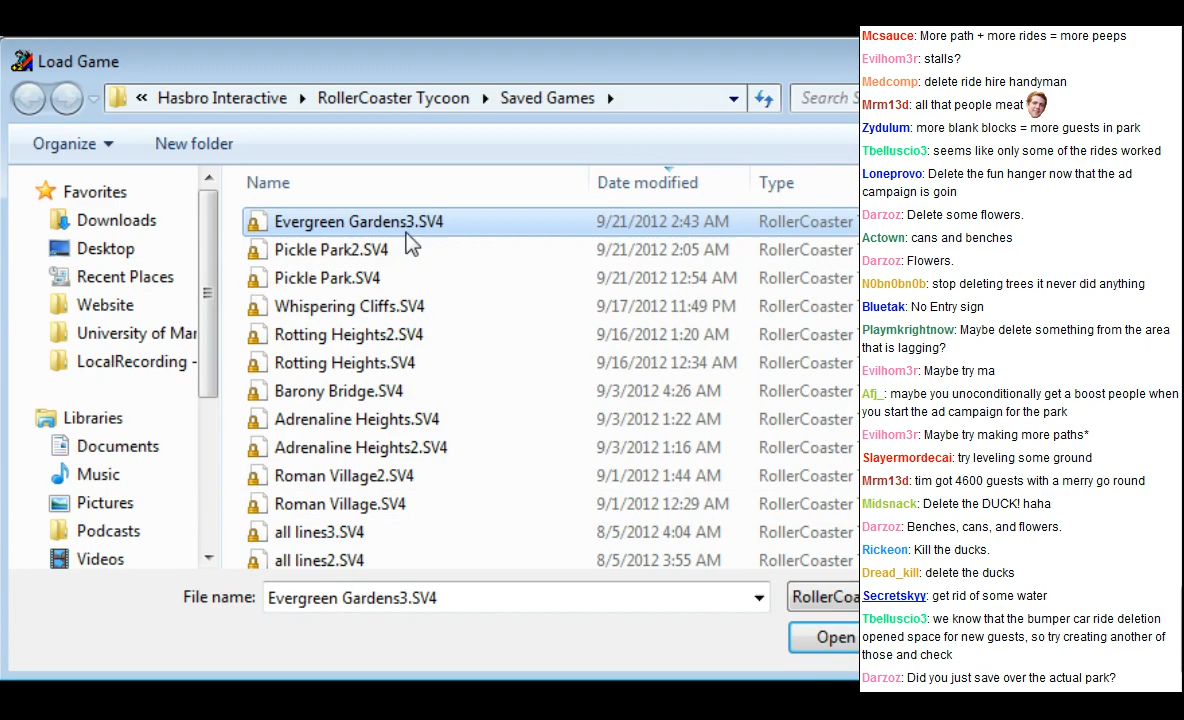 Load Game
« Hasbro Interactive RollerCoaster Tycoon Saved Games
Search S
Organize New folder
Name Date modified Type
Favorites
Downloads
Desktop
Recent Places
Website
University of Mar
LocalRecording -
Libraries
Documents
Music
Pictures
Podcasts
Videos
Evergreen Gardens3.SV4 9/21/2012 2:43 AM RollerCoaster
Pickle Park2.SV4 9/21/2012 2:05 AM RollerCoaster
Pickle Park.SV4 9/21/2012 12:54 AM RollerCoaster
Whispering Cliffs.SV4 9/17/2012 11:49 PM RollerCoaster
Rotting Heights2.SV4 9/16/2012 1:20 AM RollerCoaster
Rotting Heights.SV4 9/16/2012 12:34 AM RollerCoaster
Barony Bridge.SV4 9/3/2012 4:26 AM RollerCoaster
Adrenaline Heights.SV4 9/3/2012 1:22 AM RollerCoaster
Adrenaline Heights2.SV4 9/3/2012 1:16 AM RollerCoaster
Roman Village2.SV4 9/1/2012 1:44 AM RollerCoaster
Roman Village.SV4 9/1/2012 12:29 AM RollerCoaster
all lines3.SV4 8/5/2012 4:04 AM RollerCoaster
all lines2.SV4 8/5/2012 3:55 AM RollerCoaster
File name: Evergreen Gardens3.SV4 RollerCoa
Open
Mcsauce: More path + more rides = more peeps
Evilhom3r: stalls?
Medcomp: delete ride hire handyman
Mrm13d: all that people meat
Zydulum: more blank blocks = more guests in park
Tbelluscio3: seems like only some of the rides worked
Loneprovo: Delete the fun hanger now that the ad
campaign is goin
Darzoz: Delete some flowers.
Actown: cans and benches
Darzoz: Flowers.
N0bn0bn0b: stop deleting trees it never did anything
Bluetak: No Entry sign
Playmkrightnow: Maybe delete something from the area
that is lagging?
Evilhom3r: Maybe try ma
Afj_: maybe you unoconditionally get a boost people when
you start the ad campaign for the park
Evilhom3r: Maybe try making more paths*
Slayermordecai: try leveling some ground
Mrm13d: tim got 4600 guests with a merry go round
Midsnack: Delete the DUCK! haha
Darzoz: Benches, cans, and flowers.
Rickeon: Kill the ducks.
Dread_kill: delete the ducks
Secretskyy: get rid of some water
Tbelluscio3: we know that the bumper car ride deletion
opened space for new guests, so try creating another of
those and check
Darzoz: Did you just save over the actual park?